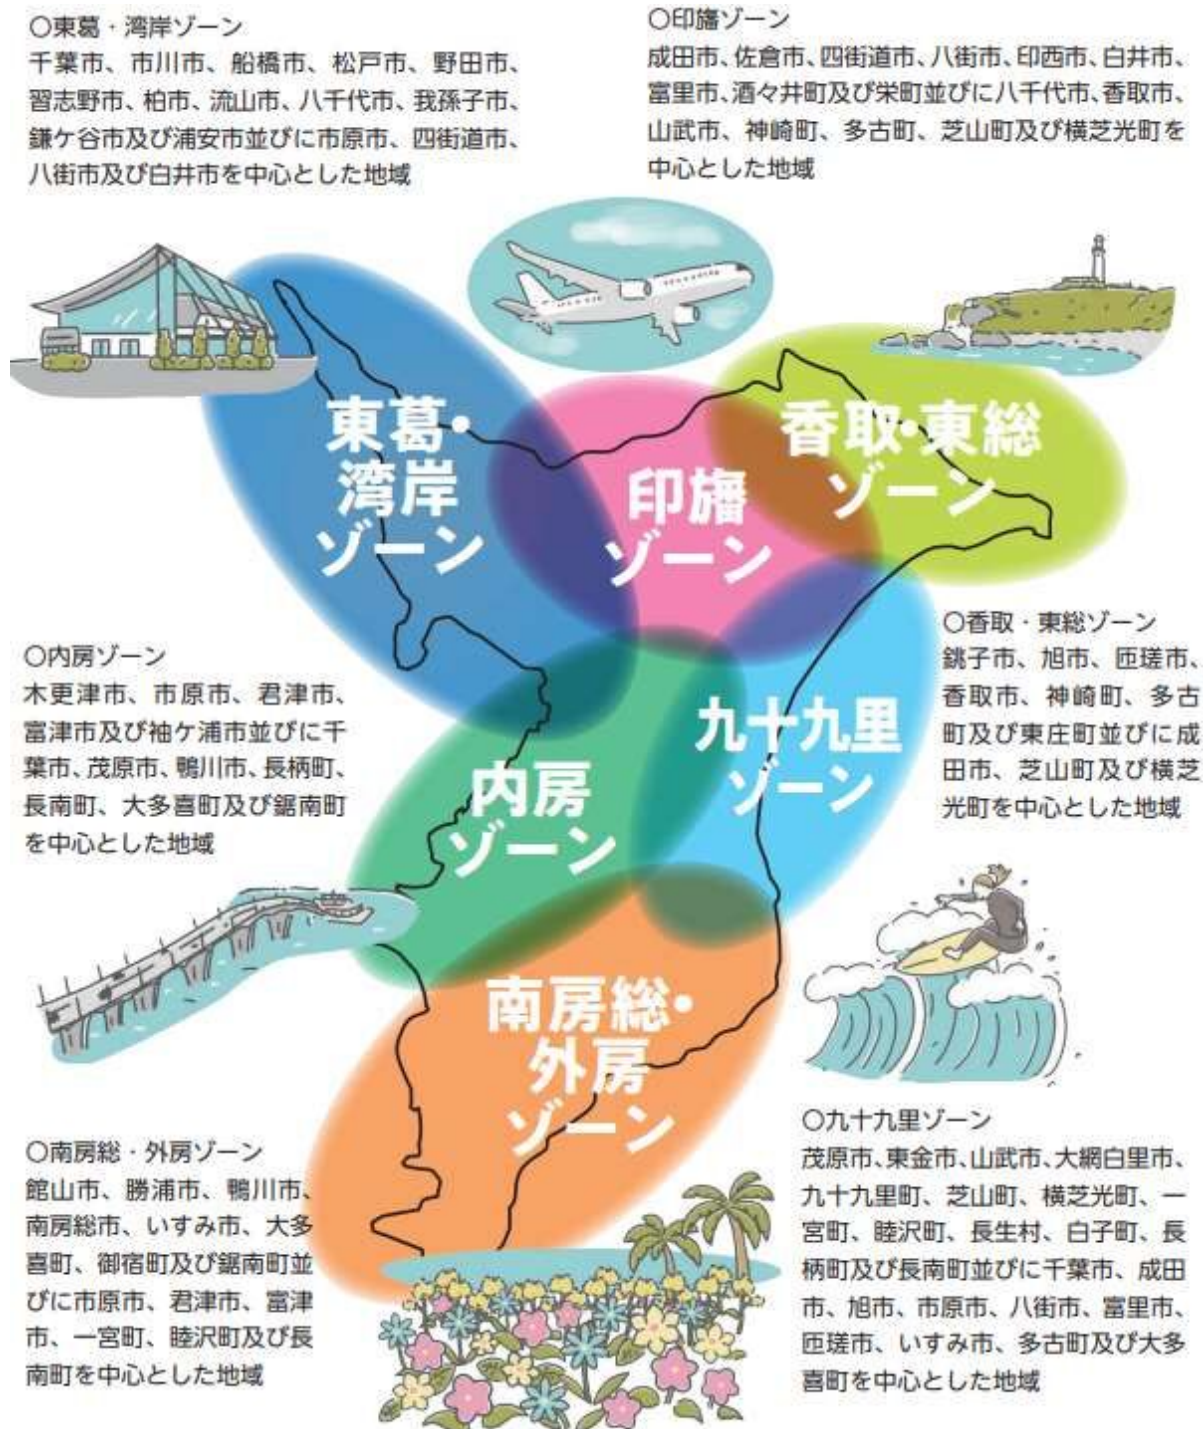 〇東葛・湾岸ゾーン
千葉市、市川市、船橋市、松戸市、野田市、
習志野市、柏市、流山市、八千代市、我孫子市、
鎌ケ谷市及び浦安市並びに市原市、四街道市、
八街市及び白井市を中心とした地域
〇印旛ゾーン
成田市、佐倉市、四街道市、八街市、印西市、白井市、
富里市、酒々井町及び栄町並びに八千代市、香取市、
山武市、神崎町、多古町、芝山町及び横芝光町を
中心とした地域
東葛・
湾岸
ゾーン
印旛
ゾーン
香取・東総
ゾーン
〇内房ゾーン
木更津市、市原市、君津市、
富津市及び袖ケ浦市並びに千
葉市、茂原市、鴨川市、長柄町、
長南町、大多喜町及び鋸南町
を中心とした地域
内房
ゾーン
九十九里
ゾーン
〇香取・東総ゾーン
銚子市、旭市、匝瑳市、
香取市、神崎町、多古
町及び東庄町並びに成
田市、芝山町及び横芝
光町を中心とした地域
南房総・
外房
ゾーン
〇南房総・外房ゾーン
館山市、勝浦市、鴨川市、
南房総市、いすみ市、大多
喜町、御宿町及び鋸南町並
びに市原市、君津市、富津
市、一宮町、睦沢町及び長
南町を中心とした地域
〇九十九里ゾーン
茂原市、東金市、山武市、大網白里市、
九十九里町、芝山町、横芝光町、一
宮町、睦沢町、長生村、白子町、長
柄町及び長南町並びに千葉市、成田
市、旭市、市原市、八街市、富里市、
匝瑳市、いすみ市、多古町及び大多
喜町を中心とした地域